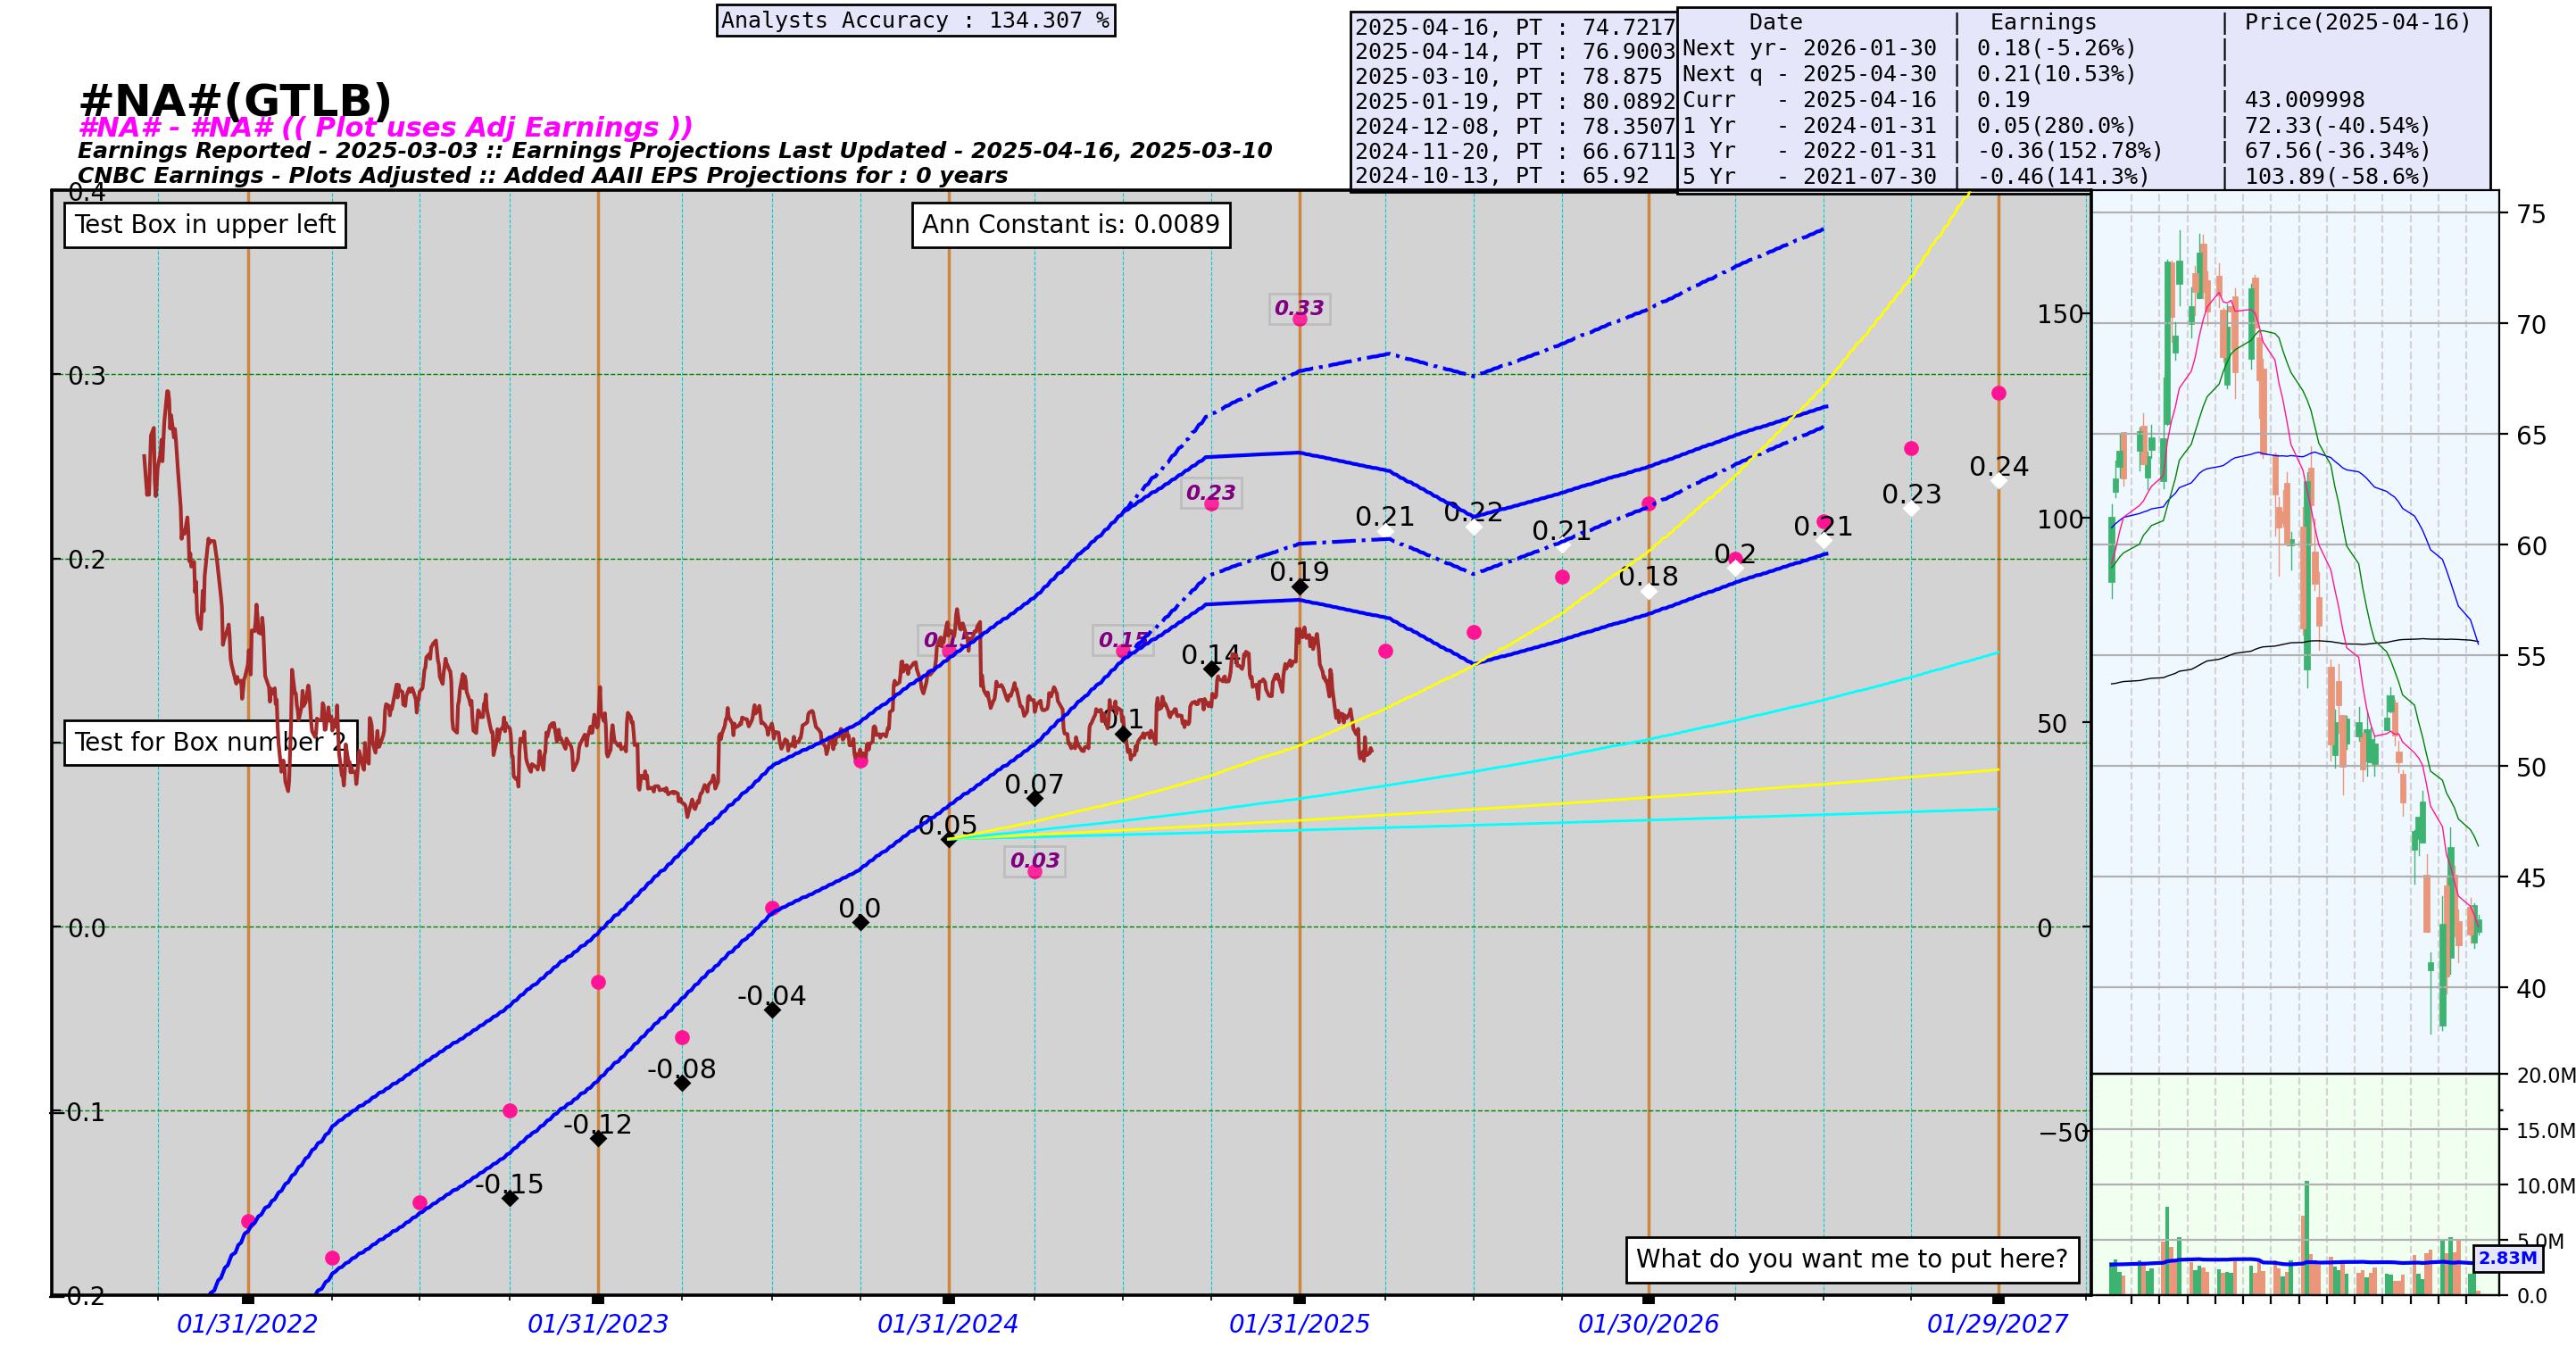 Analysts Accuracy : 134.307 %
2025-04-16, PT : 74.7217
2025-04-14, PT : 76.9003
2025-03-10, PT : 78.875
2025-01-19, PT : 80.0892
2024-12-08, PT : 78.3507
2024-11-20, PT : 66.6711
2024-10-13, PT : 65.92
Date | Earnings | Price(2025-04-16)
Next yr- 2026-01-30 | 0.18(-5.26%) |
Next q - 2025-04-30 | 0.21(10.53%) |
Curr - 2025-04-16 | 0.19 | 43.009998
1 Yr - 2024-01-31 | 0.05(280.0%) | 72.33(-40.54%)
3 Yr - 2022-01-31 | -0.36(152.78%) | 67.56(-36.34%)
5 Yr - 2021-07-30 | -0.46(141.3%) | 103.89(-58.6%)
#NA#(GTLB)
#NA# - #NA# (( Plot uses Adj Earnings ))
Earnings Reported - 2025-03-03 :: Earnings Projections Last Updated - 2025-04-16, 2025-03-10
CNBC Earnings - Plots Adjusted :: Added AAII EPS Projections for : 0 years
0.4
Test Box in upper left
Ann Constant is: 0.0089
0.3
0.2
Test for Box number 2
0.0
−0.1
−0.2
0.33
0.23
0.15
0.15
0.03
-0.15
-0.12
-0.08
-0.04
0.0
0.05
0.07
0.1
0.14
0.19
0.21
0.22
0.21
0.18
0.2
0.21
0.23
0.24
150
100
50
0
−50
What do you want me to put here?
75
70
65
60
55
50
45
40
20.0M
15.0M
10.0M
5.0M
2.83M
0.0
01/31/2022
01/31/2023
01/31/2024
01/31/2025
01/30/2026
01/29/2027